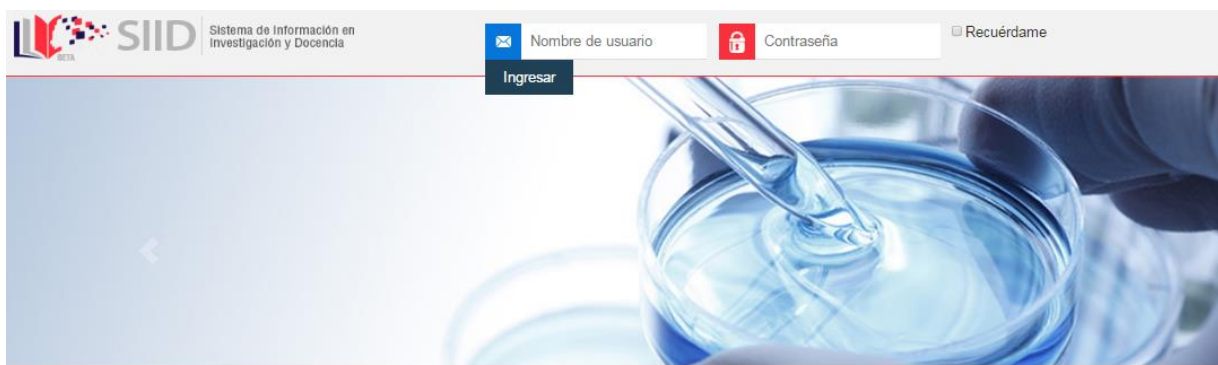 SIID
Sistema de Información en
Investigación y Docencia
BETA
Nombre de usuario
Contraseña
Recuérdame
Ingresar